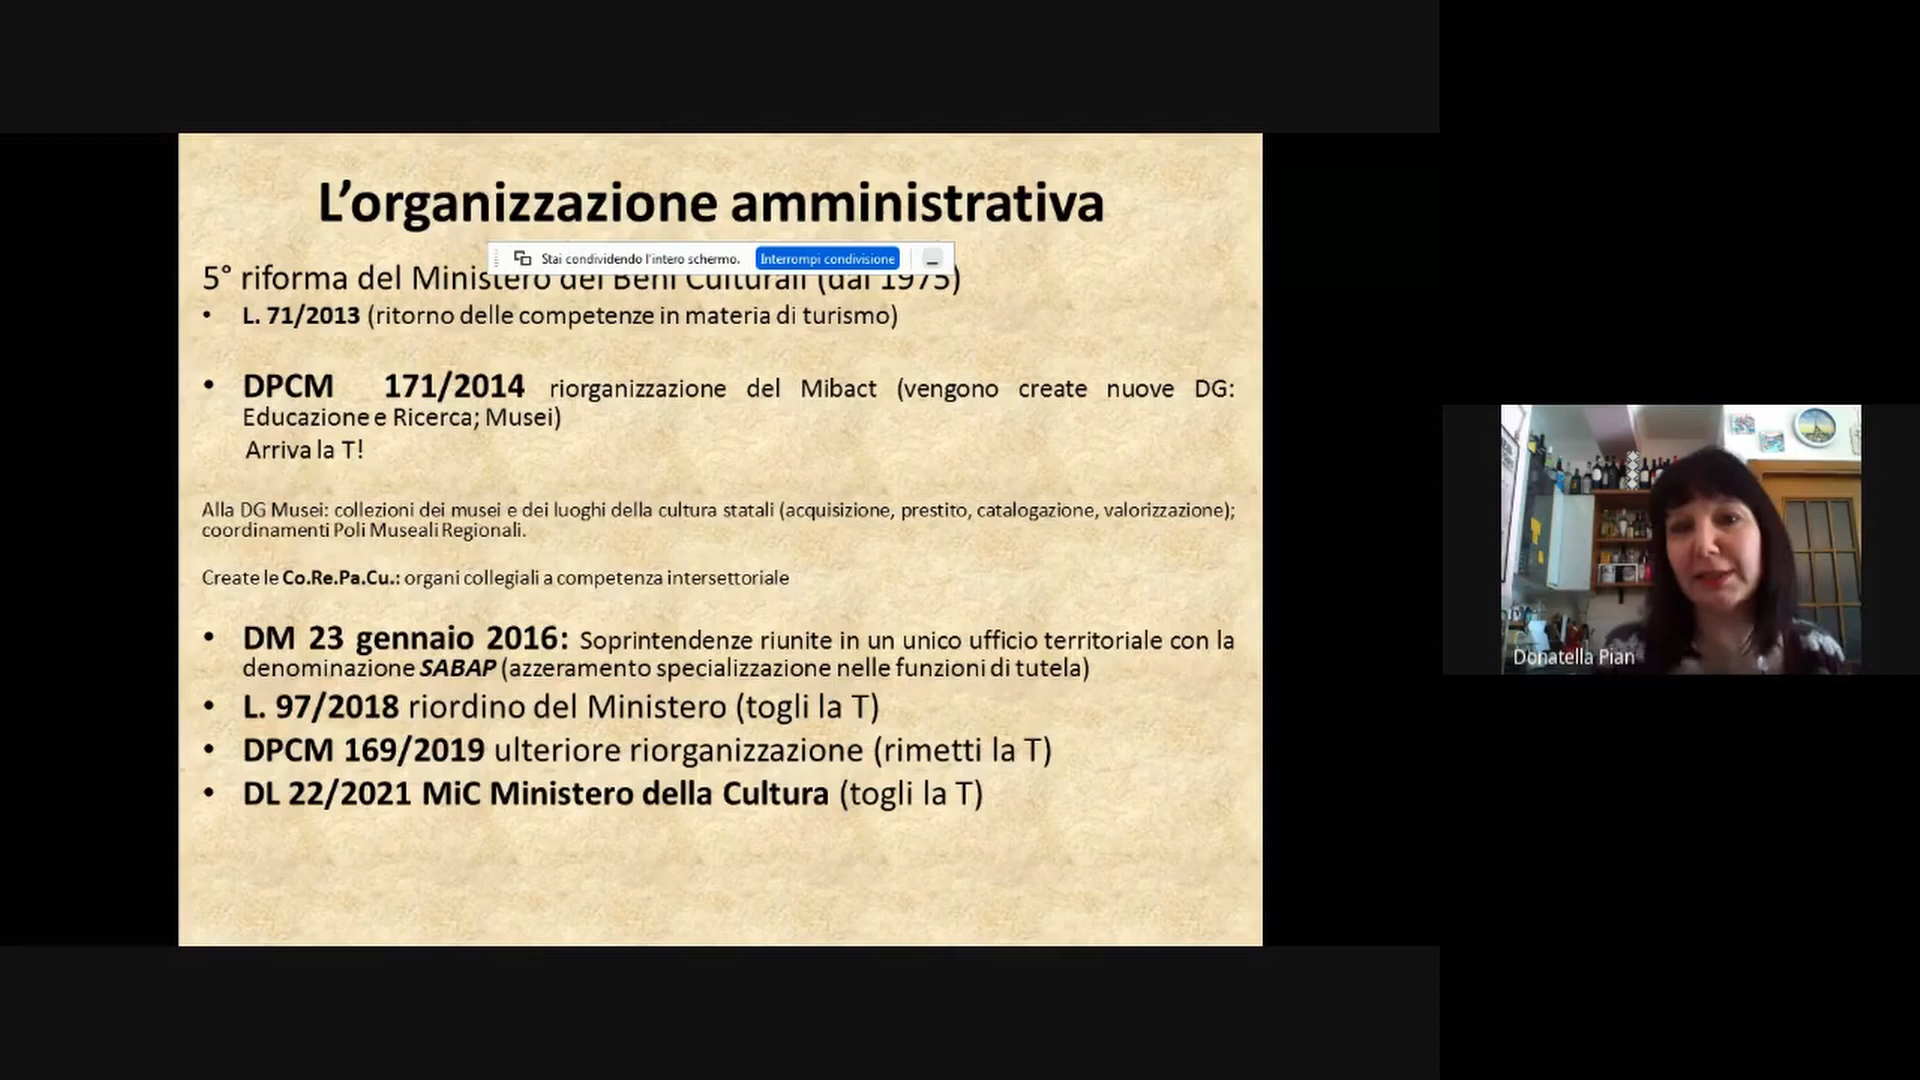 L'organizzazione amministrativa
Stai condividendo l'intero schermo. Interrompi condivisione
5° riforma del Ministero dei Beni Culturali (dal 1975)
• L. 71/2013 (ritorno delle competenze in materia di turismo)
• DPCM 171/2014 riorganizzazione del Mibact (vengono create nuove DG:
Educazione e Ricerca; Musei)
Arriva la T!
Alla DG Musei: collezioni dei musei e dei luoghi della cultura statali (acquisizione, prestito, catalogazione, valorizzazione);
coordinamenti Poli Museali Regionali.
Create le Co.Re.Pa.Cu.: organi collegiali a competenza intersettoriale
• DM 23 gennaio 2016: Soprintendenze riunite in un unico ufficio territoriale con la
denominazione SABAP (azzeramento specializzazione nelle funzioni di tutela)
• L. 97/2018 riordino del Ministero (togli la T)
• DPCM 169/2019 ulteriore riorganizzazione (rimetti la T)
• DL 22/2021 MiC Ministero della Cultura (togli la T)
Donatella Pian